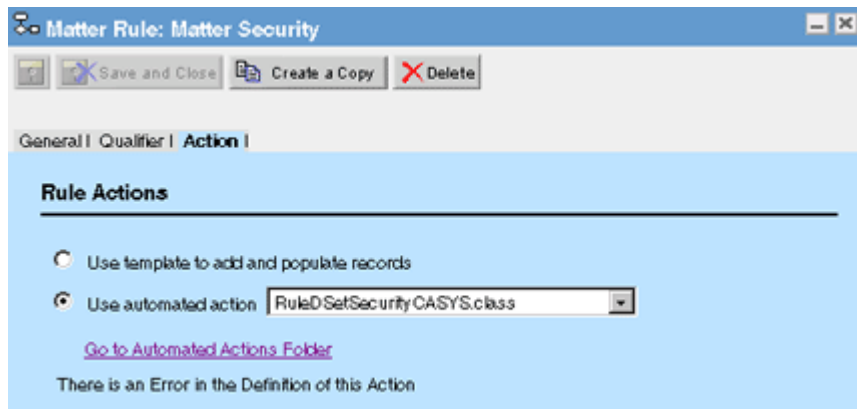 Matter Rule: Matter Security
Save and Close Create a Copy Delete
General | Qualifier | Action |
Rule Actions
Use template to add and populate records
Use automated action RuleDSetSecurityCASYS.class
Go to Automated Actions Folder
There is an Error in the Definition of this Action